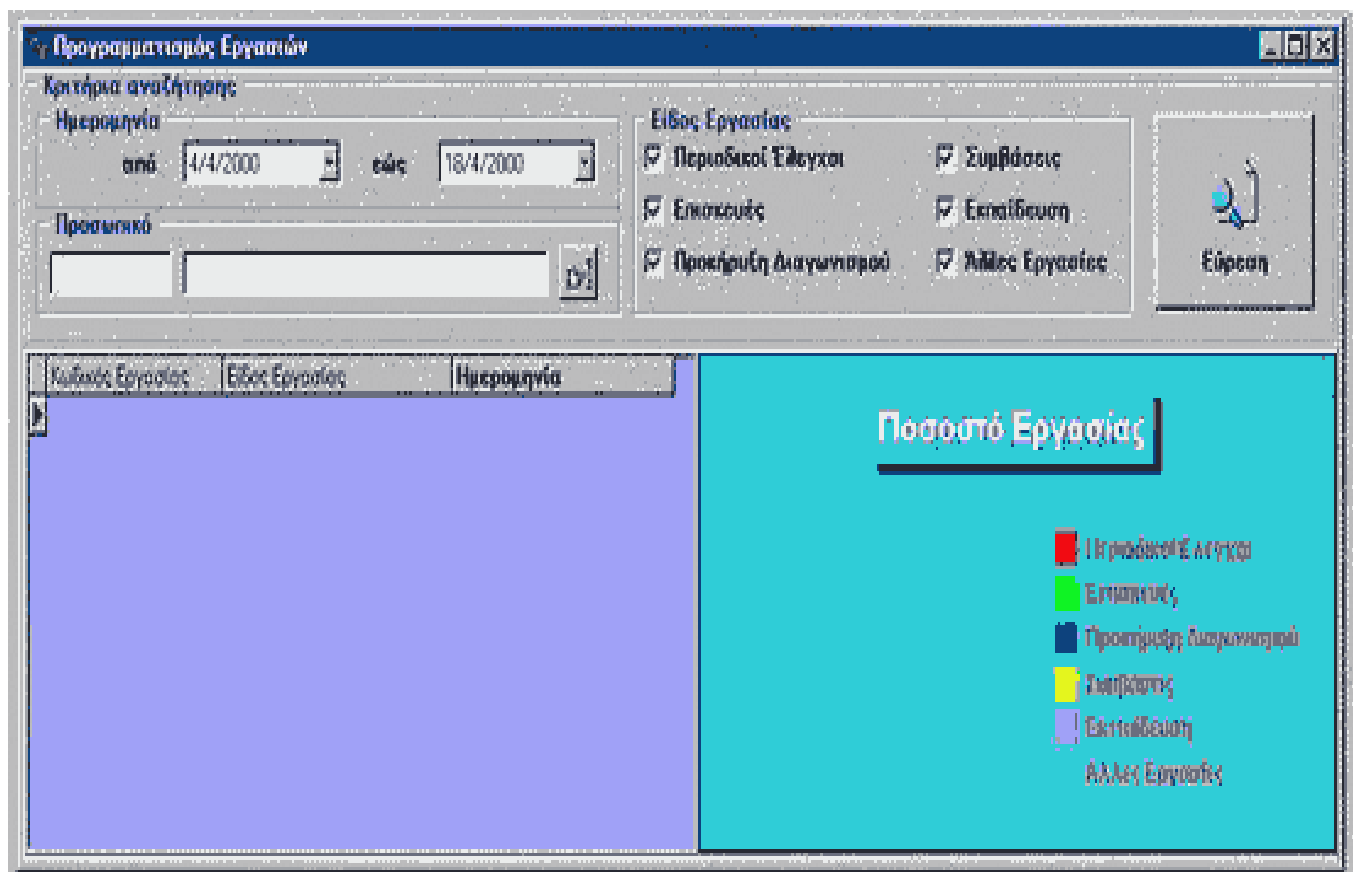 Προγραμματισμός Εργασιών
Κριτήρια αναζήτησης
Ημερομηνία
από 4/4/2000 εώς 18/4/2000
Προσωπικό
Είδος Εργασίας
Περιοδικοί Έλεγχοι Συμβάσεις
Επισκευές Εκπαίδευση
Προκήρυξη Διαγωνισμού Άλλες Εργασίες
Εύρεση
Κωδικός Εργασίας Είδος Εργασίας Ημερομηνία
Ποσοστό Εργασίας
Περιοδικοί Έλεγχοι
Επισκευές
Προκήρυξη Διαγωνισμού
Συμβάσεις
Εκπαίδευση
Άλλες Εργασίες